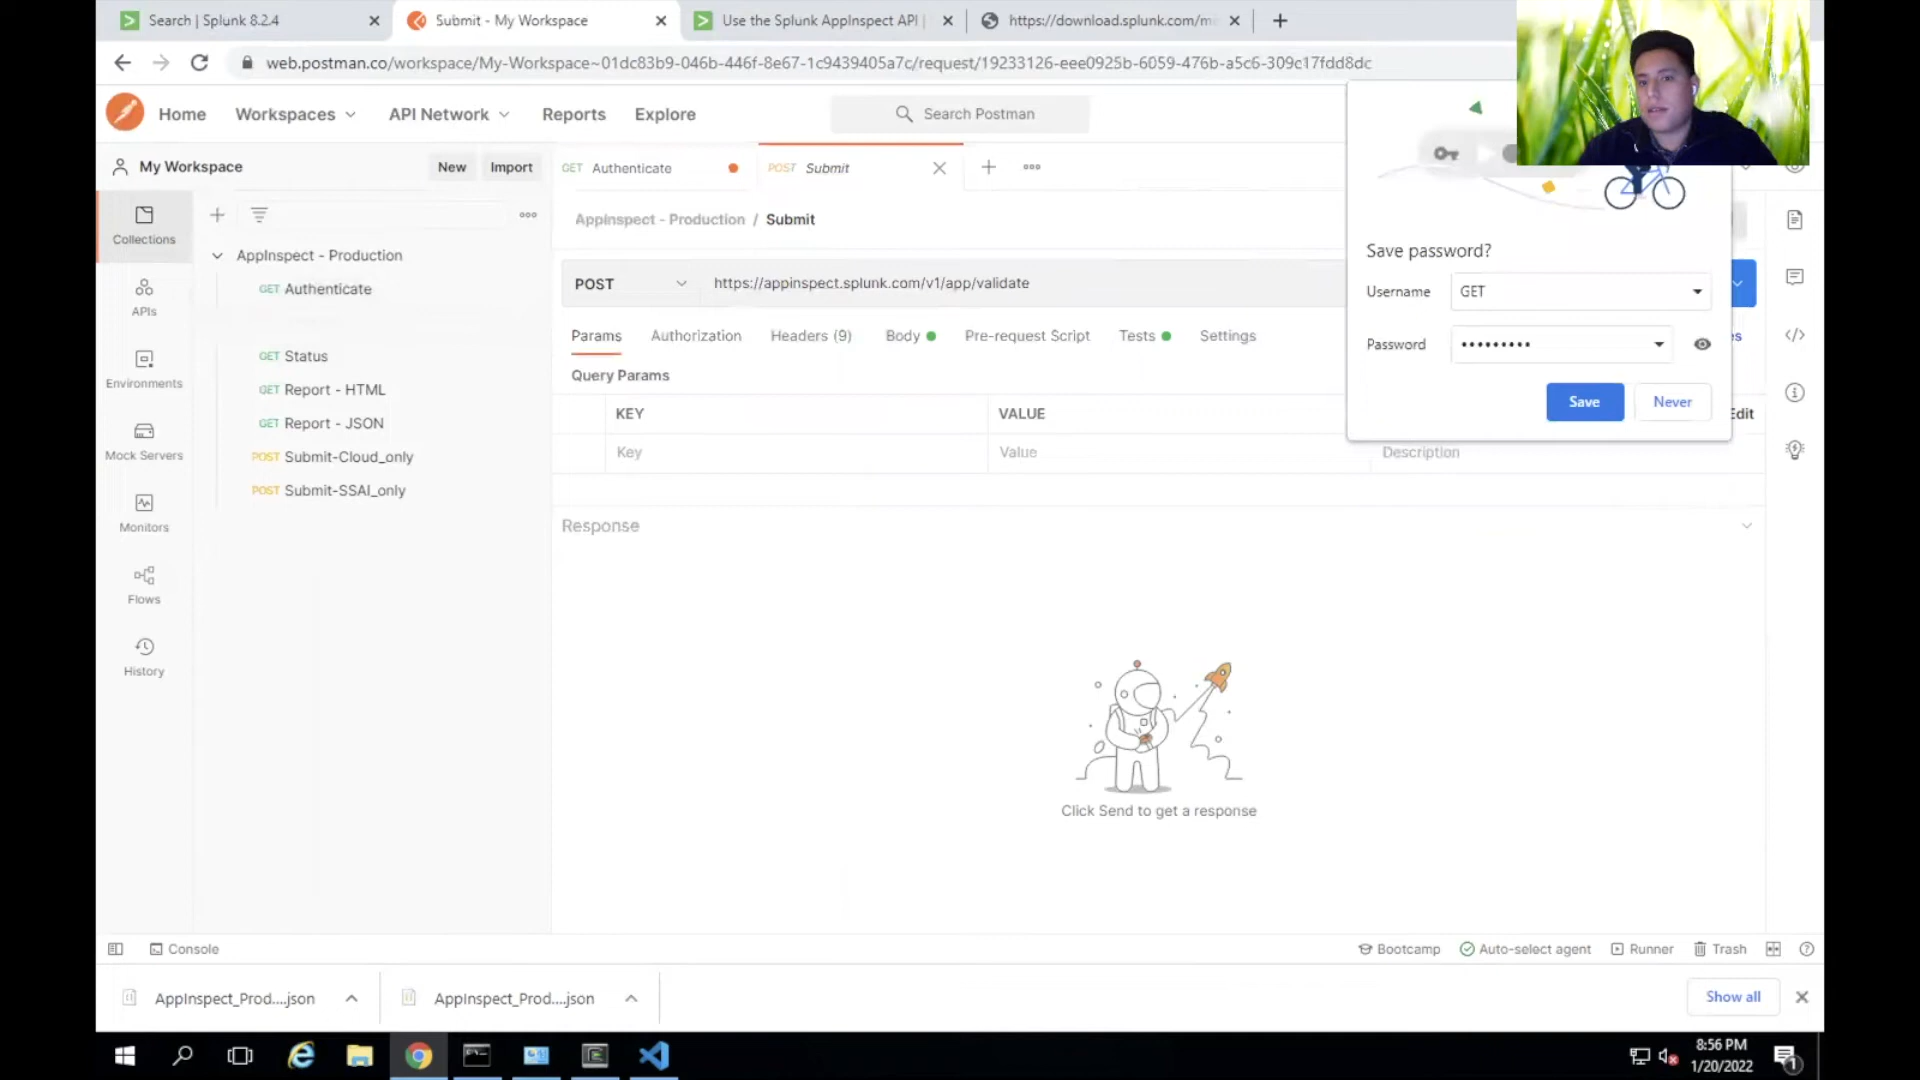 Search | Splunk 8.2.4
Submit - My Workspace
Use the Splunk AppInspect API |
https://download.splunk.com/m
web.postman.co/workspace/My-Workspace~01dc83b9-046b-446f-8e67-1c9439405a7c/request/19233126-eee0925b-6059-476b-a5c6-309c17fdd8dc
Home
Workspaces
API Network
Reports
Explore
Search Postman
My Workspace
New
Import
GET Authenticate
POST Submit
Collections
APIs
Environments
Mock Servers
Monitors
Flows
History
AppInspect - Production
GET Authenticate
GET Status
GET Report - HTML
GET Report - JSON
POST Submit-Cloud_only
POST Submit-SSAI_only
AppInspect - Production / Submit
POST
https://appinspect.splunk.com/v1/app/validate
Params
Authorization
Headers (9)
Body
Pre-request Script
Tests
Settings
es
Query Params
KEY
VALUE
Edit
Key
Value
Description
Save password?
Username
GET
Password
•••••••••
Save
Never
Response
Click Send to get a response
Console
Bootcamp
Auto-select agent
Runner
Trash
AppInspect_Prod....json
AppInspect_Prod....json
Show all
8:56 PM
1/20/2022
1